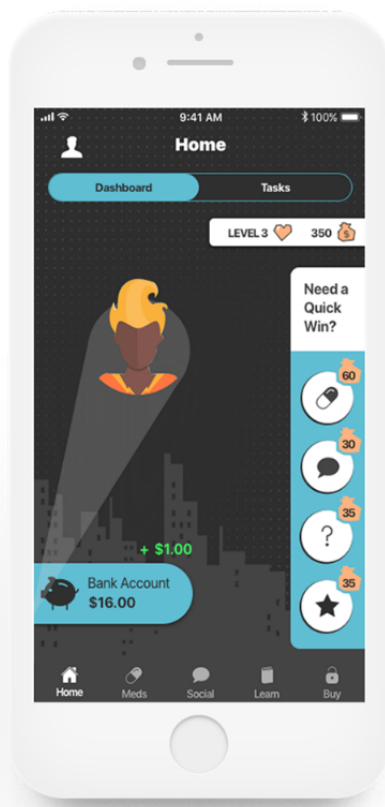 9:41 AM
100%
Home
Dashboard
Tasks
LEVEL 3
350
$
Need a
Quick
Win?
60
30
35
?
35
+ $1.00
Bank Account
$16.00
Home
Meds
Social
Learn
Buy